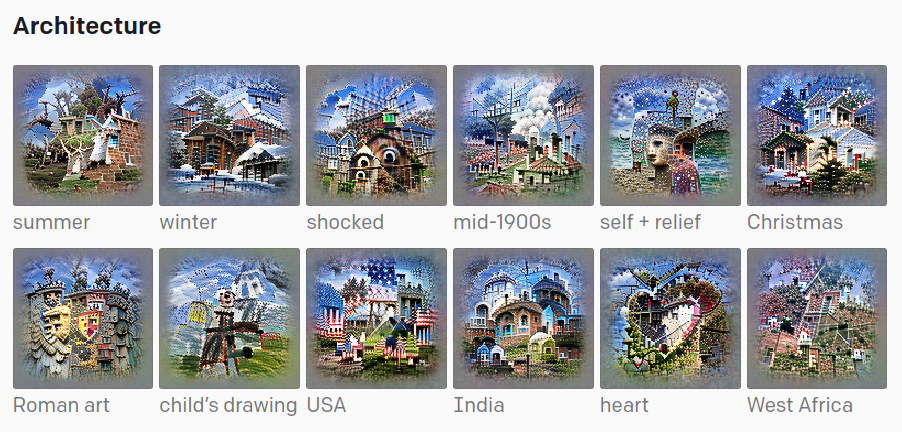 Architecture
summer winter shocked mid-1900s self + relief Christmas
Roman art child's drawing USA India heart West Africa